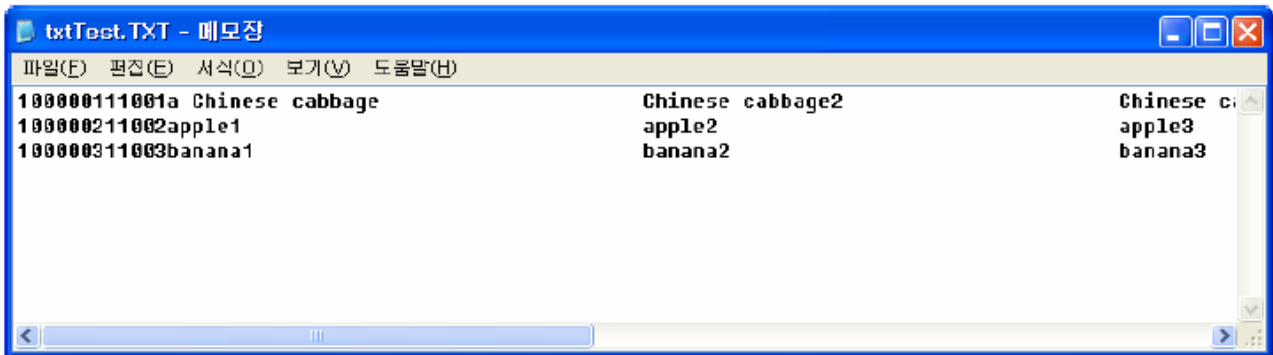 txtTest.TXT - 메모장
파일(F) 편집(E) 서식(O) 보기(V) 도움말(H)
100000111001a Chinese cabbage Chinese cabbage2 Chinese c
100000211002apple1 apple2 apple3
100000311003banana1 banana2 banana3